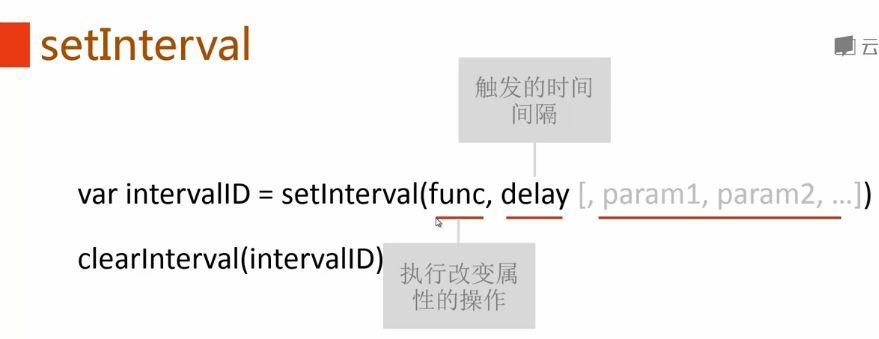 setInterval
云
触发的时间
间隔
var intervalID = setInterval(func, delay [, param1, param2, ...])
clearInterval(intervalID)
执行改变属
性的操作